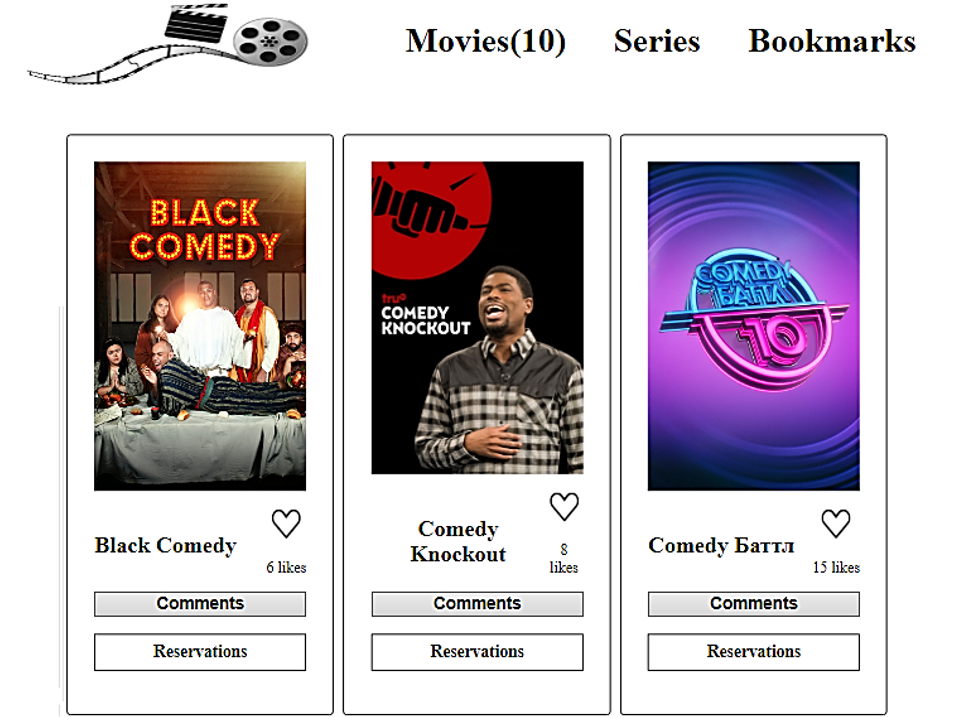 Movies(10) Series Bookmarks
BLACK
COMEDY
tru
COMEDY
KNOCKOUT
COMEDY
БАТТЛ
10
Black Comedy
6 likes
Comedy
Knockout
8
likes
Comedy Баттл
15 likes
Comments
Comments
Comments
Reservations
Reservations
Reservations